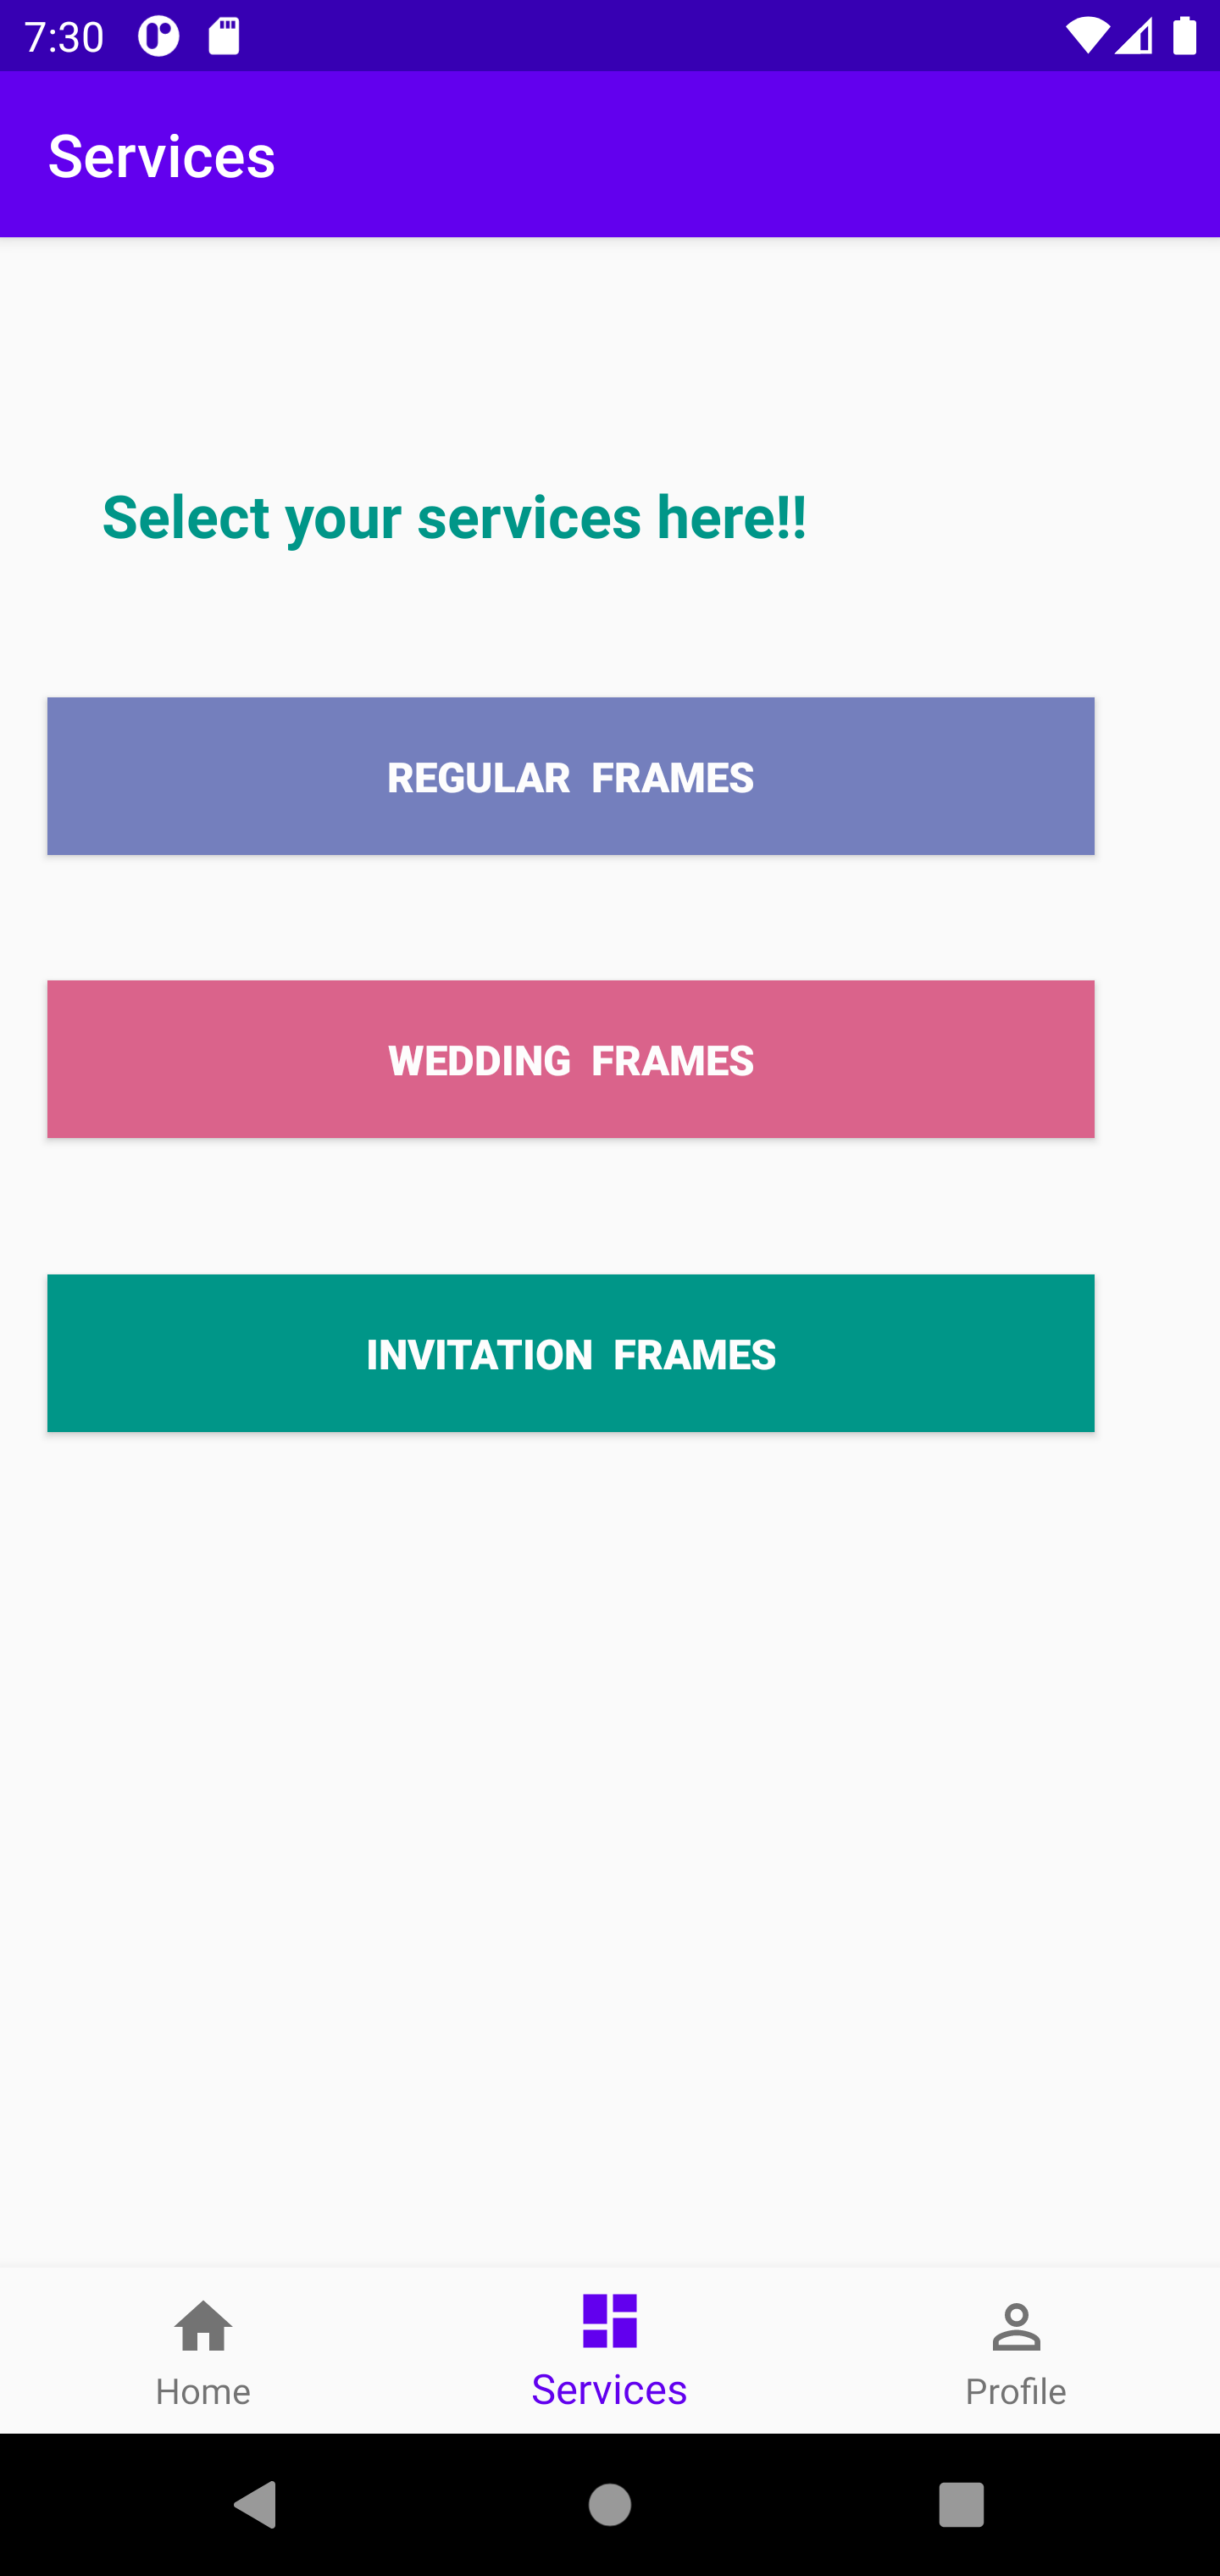 7:30
Services
Select your services here!!
REGULAR FRAMES
WEDDING FRAMES
INVITATION FRAMES
Home
Services
Profile